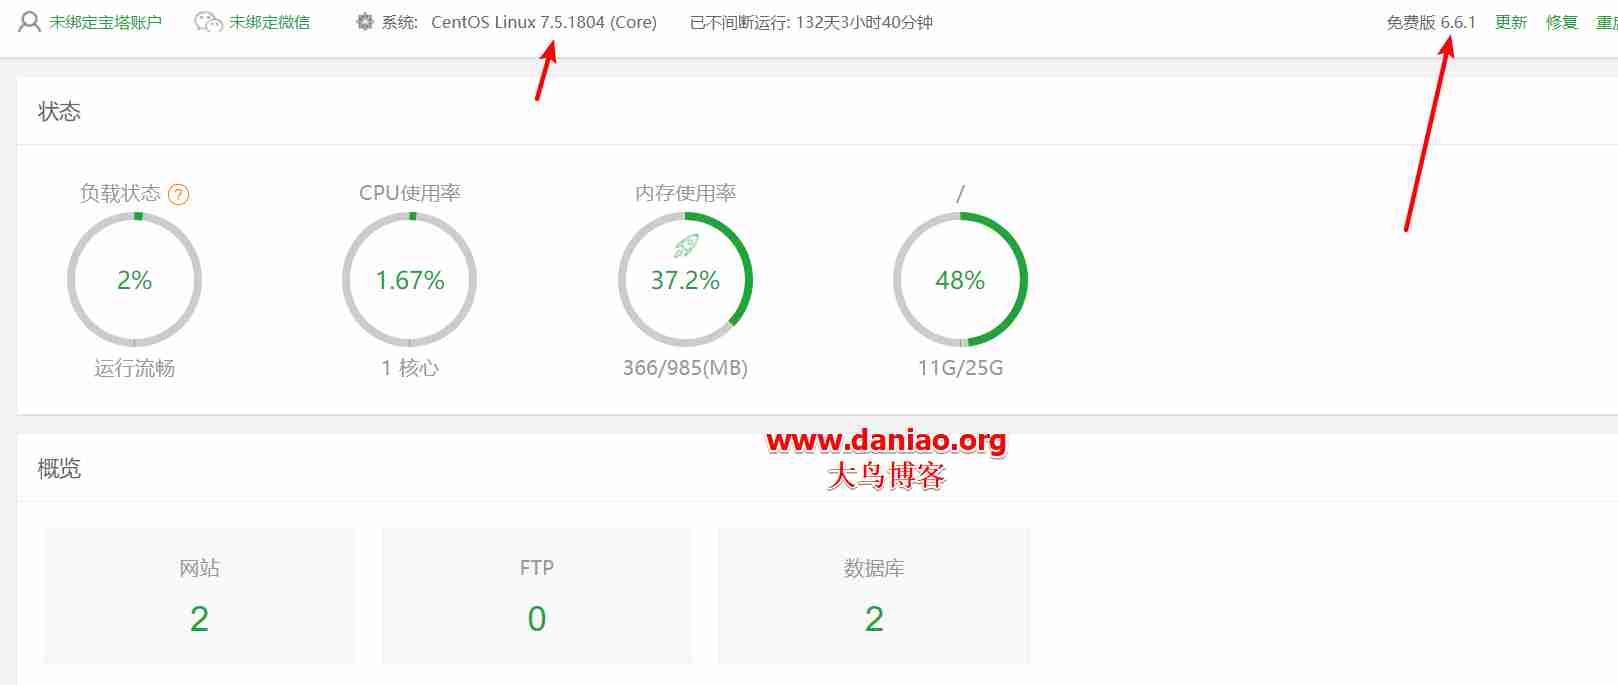 未绑定宝塔账户 未绑定微信 系统: CentOS Linux 7.5.1804 (Core) 已不间断运行: 132天3小时40分钟 免费版 6.6.1 更新 修复 重
状态
负载状态 ? CPU使用率 内存使用率 /
2% 1.67% 37.2% 48%
运行流畅 1 核心 366/985(MB) 11G/25G
www.daniao.org
大鸟博客
概览
网站 FTP 数据库
2 0 2